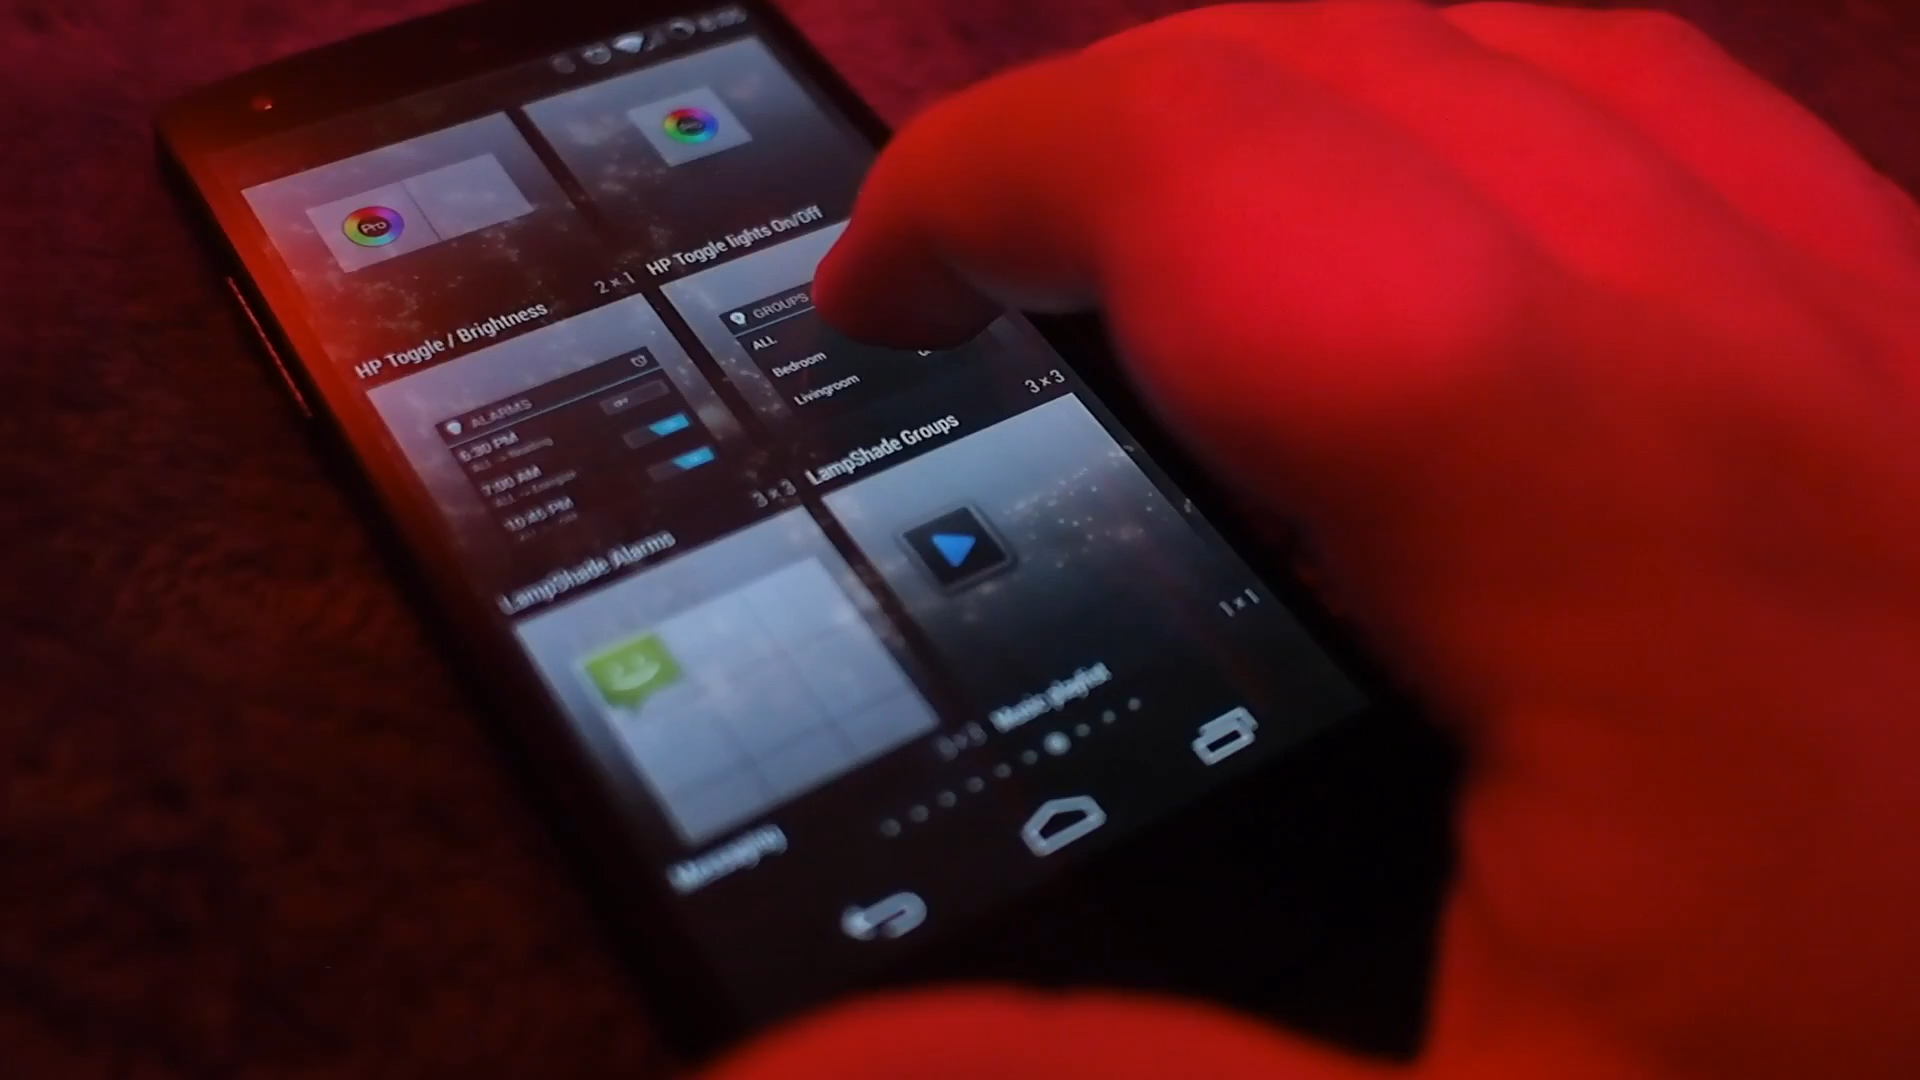 Pro
HP Toggle / Brightness
2 × 1
HP Toggle lights On/Off
ALARMS
6:30 PM
7:00 AM
10:45 PM
LampShade Alarms
3 × 3
GROUPS
ALL
Bedroom
Livingroom
LampShade Groups
3 × 3
Messaging
3 × 3
Music playlist
1 × 1